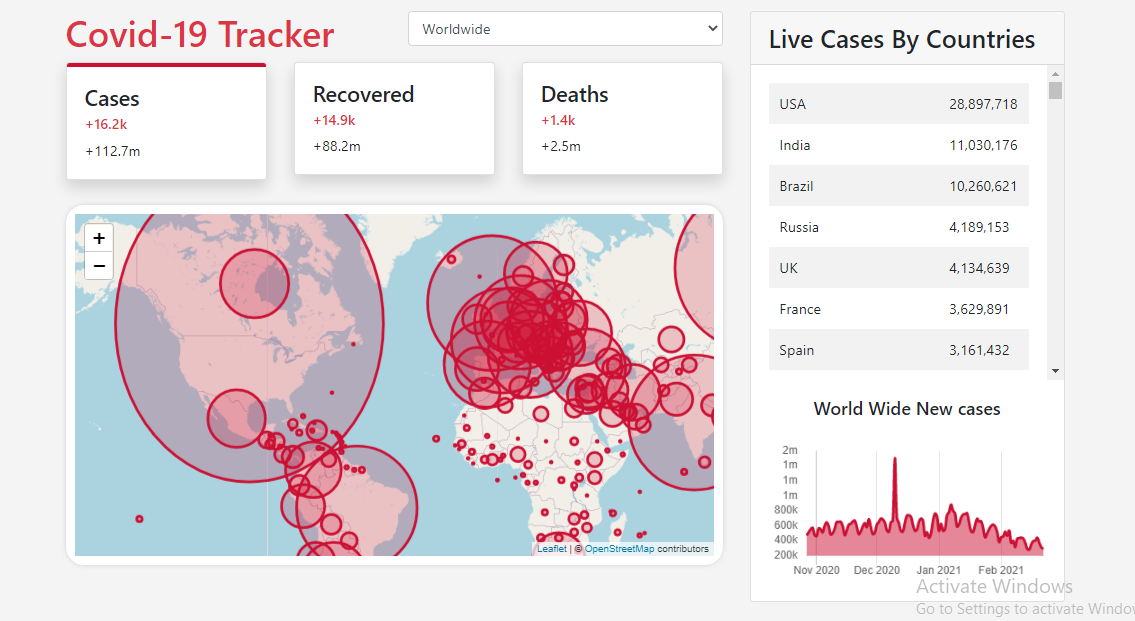 Covid-19 Tracker
Worldwide
Cases
+16.2k
+112.7m
Recovered
+14.9k
+88.2m
Deaths
+1.4k
+2.5m
+
−
Leaflet | © OpenStreetMap contributors
Live Cases By Countries
USA 28,897,718
India 11,030,176
Brazil 10,260,621
Russia 4,189,153
UK 4,134,639
France 3,629,891
Spain 3,161,432
World Wide New cases
2m
1m
1m
1m
800k
600k
400k
200k
Nov 2020 Dec 2020 Jan 2021 Feb 2021
Activate Windows
Go to Settings to activate Windo